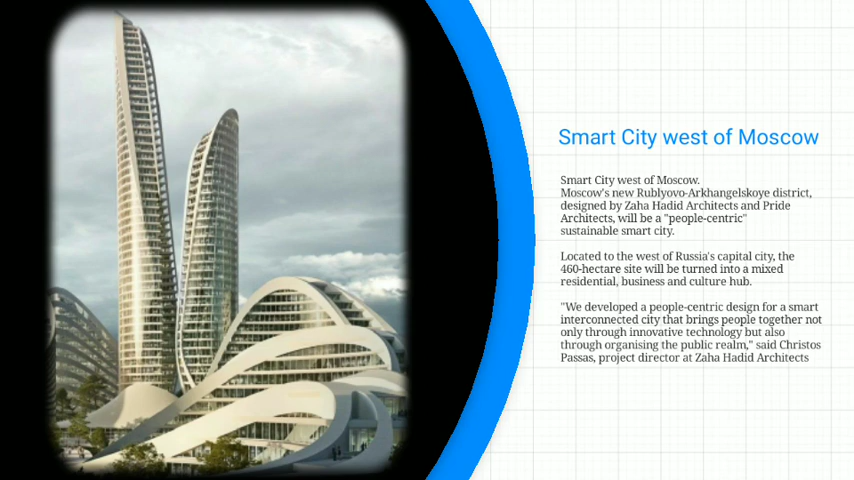 Smart City west of Moscow
Smart City west of Moscow.
Moscow's new Rublyovo-Arkhangelskoye district,
designed by Zaha Hadid Architects and Pride
Architects, will be a "people-centric"
sustainable smart city.
Located to the west of Russia's capital city, the
460-hectare site will be turned into a mixed
residential, business and culture hub.
"We developed a people-centric design for a smart
interconnected city that brings people together not
only through innovative technology but also
through organising the public realm," said Christos
Passas, project director at Zaha Hadid Architects